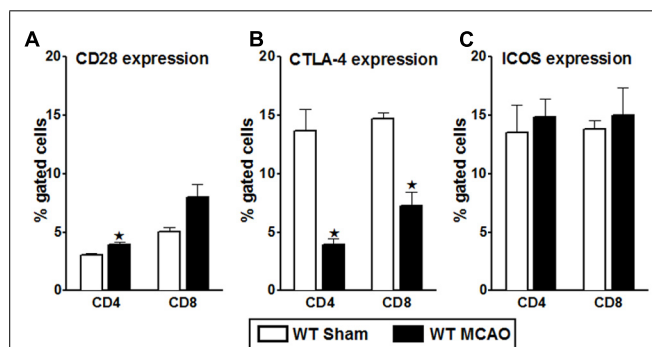 A
CD28 expression
% gated cells
20
15
10
5
0
★
CD4
CD8
B
CTLA-4 expression
% gated cells
20
15
10
5
0
★
★
CD4
CD8
C
ICOS expression
% gated cells
20
15
10
5
0
CD4
CD8
WT Sham
WT MCAO